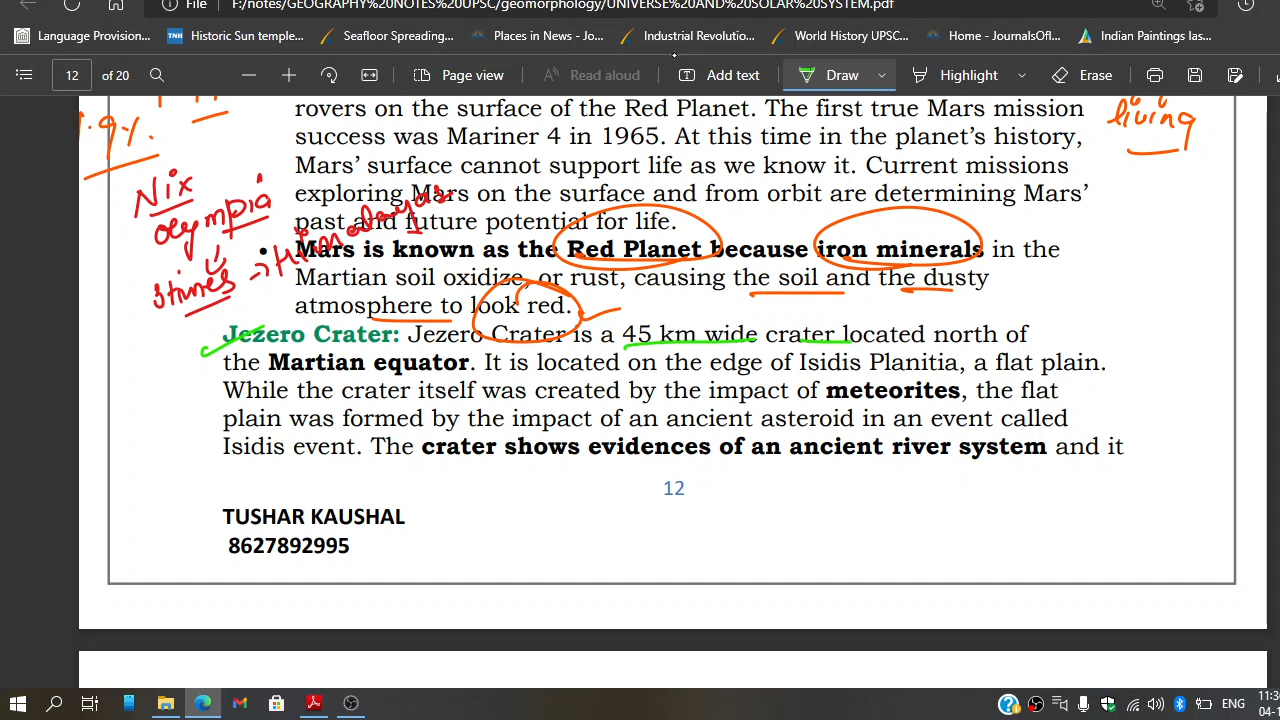 File
F:/notes/GEOGRAPHY%20NOTES%20UPSC/geomorphology/UNIVERSE%20AND%20SOLAR%20SYSTEM.pdf
Language Provision...
TNH Historic Sun temple...
Seafloor Spreading...
Places in News - Jo...
Industrial Revolutio...
World History UPSC...
Home - JournalsOfI...
Indian Paintings las...
12 of 20
Page view
Read aloud
Add text
Draw
Highlight
Erase
rovers on the surface of the Red Planet. The first true Mars mission
success was Mariner 4 in 1965. At this time in the planet's history,
Mars' surface cannot support life as we know it. Current missions
exploring Mars on the surface and from orbit are determining Mars'
past and future potential for life.
• Mars is known as the Red Planet because iron minerals in the
Martian soil oxidize, or rust, causing the soil and the dusty
atmosphere to look red.
living
Nix
olympia
3 times → Himalayas
Jezero Crater: Jezero Crater is a 45 km wide crater located north of
the Martian equator. It is located on the edge of Isidis Planitia, a flat plain.
While the crater itself was created by the impact of meteorites, the flat
plain was formed by the impact of an ancient asteroid in an event called
Isidis event. The crater shows evidences of an ancient river system and it
12
TUSHAR KAUSHAL
8627892995
ENG